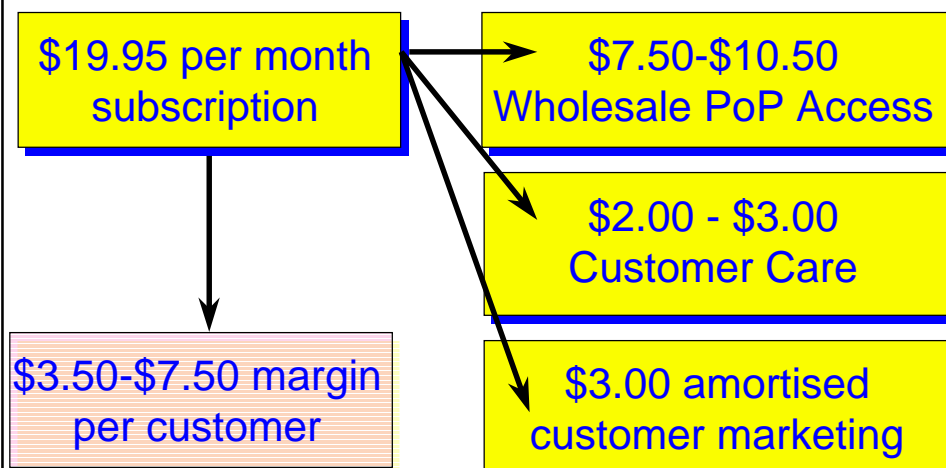 $19.95 per month
subscription
$7.50-$10.50
Wholesale PoP Access
$2.00 - $3.00
Customer Care
$3.50-$7.50 margin
per customer
$3.00 amortised
customer marketing